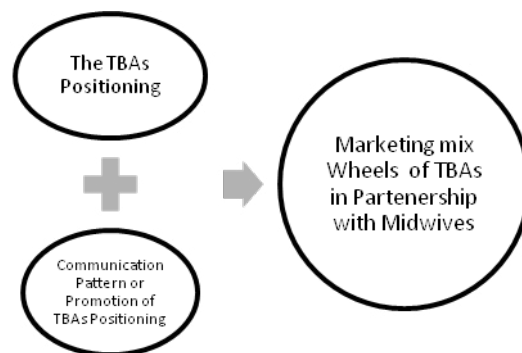 The TBAs
Positioning
Communication
Pattern or
Promotion of
TBAs Positioning
Marketing mix
Wheels of TBAs
in Partenership
with Midwives